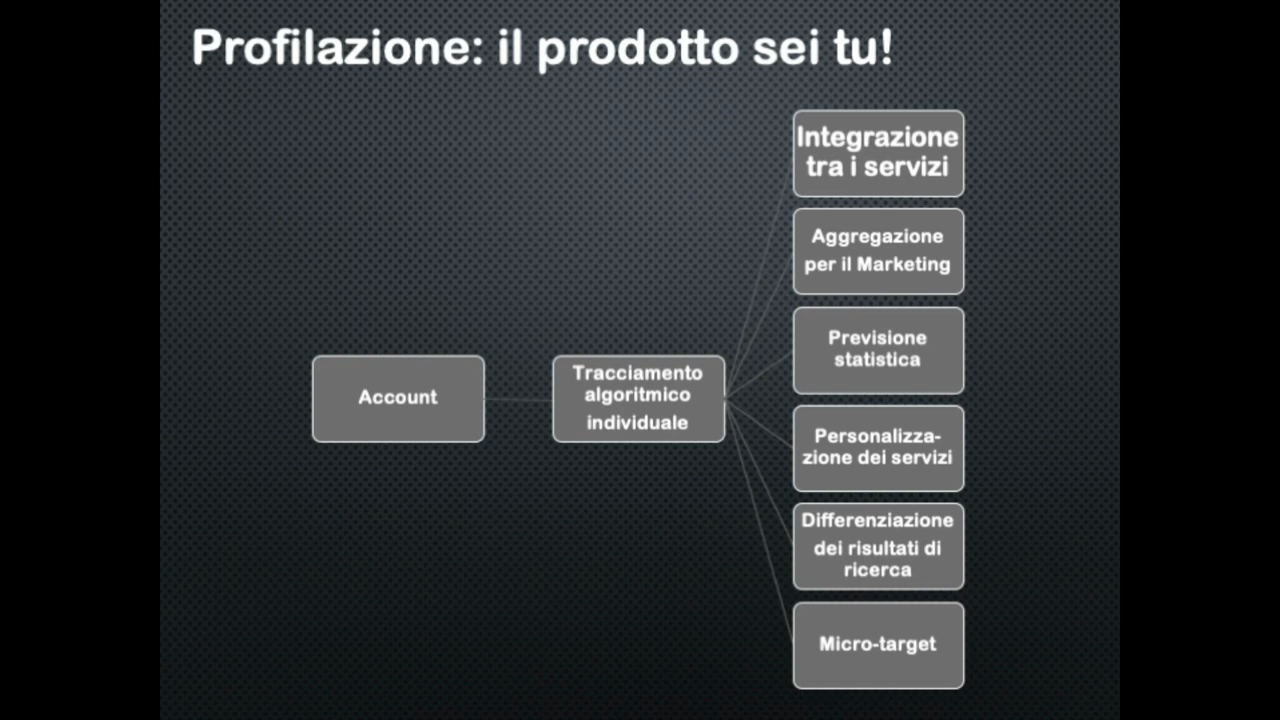 Profilazione: il prodotto sei tu!
Account
Tracciamento
algoritmico
individuale
Integrazione
tra i servizi
Aggregazione
per il Marketing
Previsione
statistica
Personalizza-
zione dei servizi
Differenziazione
dei risultati di
ricerca
Micro-target